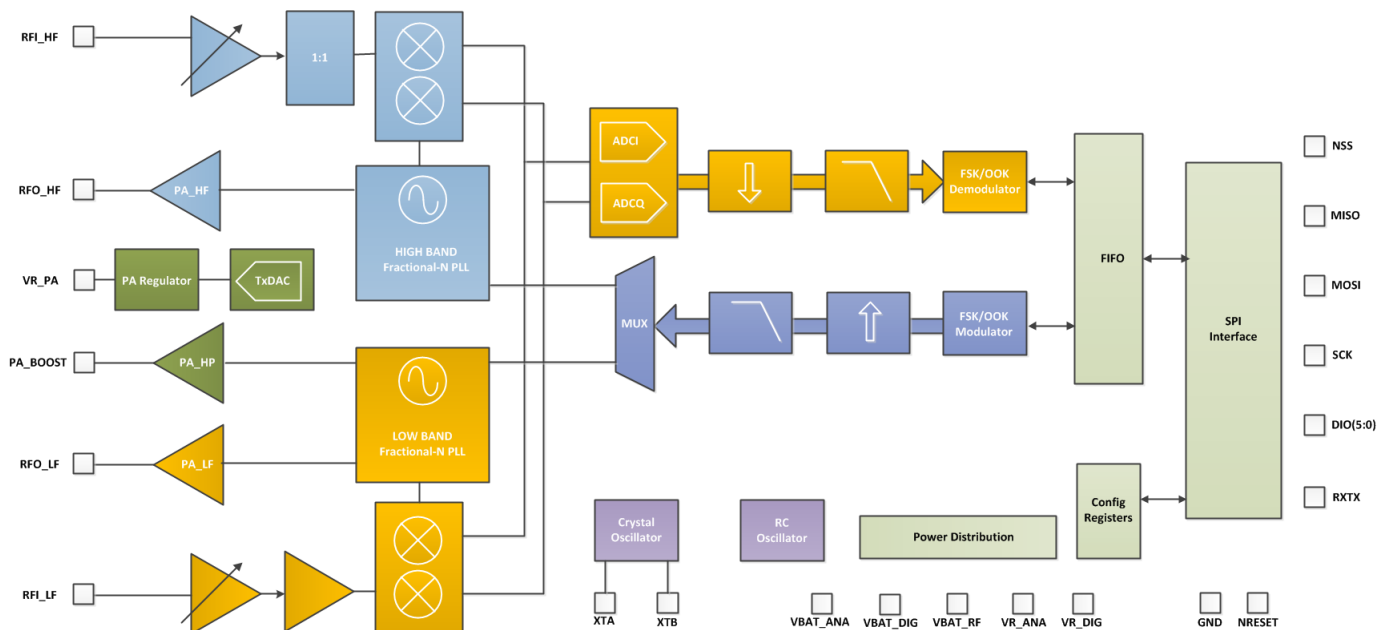 RFI_HF
1:1
ADCI
ADCQ
FSK/OOK
Demodulator
NSS
RFO_HF
PA_HF
HIGH BAND
Fractional-N PLL
MISO
FIFO
VR_PA
PA Regulator
TxDAC
MOSI
MUX
FSK/OOK
Modulator
SPI
Interface
PA_BOOST
PA_HP
SCK
LOW BAND
Fractional-N PLL
DIO(5:0)
RFO_LF
PA_LF
RXTX
Crystal
Oscillator
RC
Oscillator
Power Distribution
Config
Registers
RFI_LF
XTA
XTB
VBAT_ANA
VBAT_DIG
VBAT_RF
VR_ANA
VR_DIG
GND
NRESET